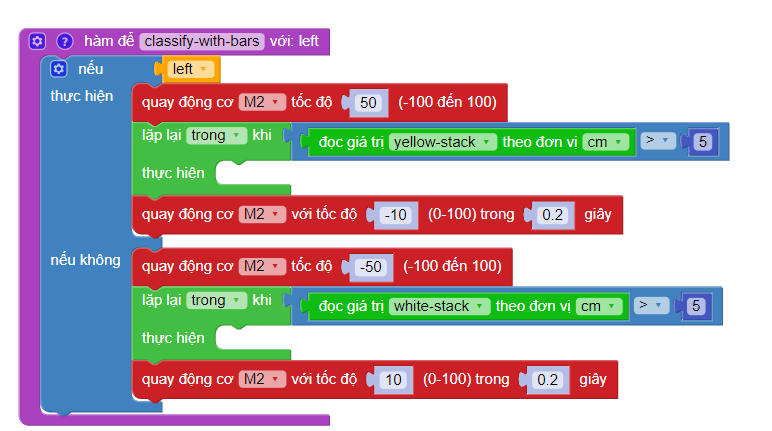 ? hàm để classify-with-bars với: left
nếu left
thực hiện quay động cơ M2 tốc độ 50 (-100 đến 100)
lặp lại trong khi đọc giá trị yellow-stack theo đơn vị cm > 5
thực hiện
quay động cơ M2 với tốc độ -10 (0-100) trong 0.2 giây
nếu không quay động cơ M2 tốc độ -50 (-100 đến 100)
lặp lại trong khi đọc giá trị white-stack theo đơn vị cm > 5
thực hiện
quay động cơ M2 với tốc độ 10 (0-100) trong 0.2 giây